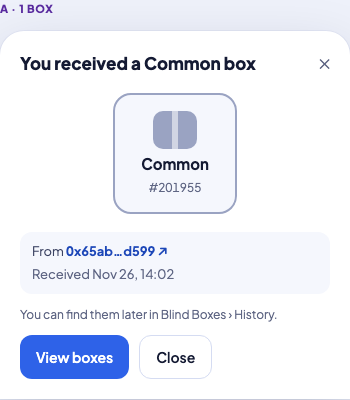 A · 1 BOX
You received a Common box
Common
#201955
From 0x65ab...d599 ↗
Received Nov 26, 14:02
You can find them later in Blind Boxes › History.
View boxes
Close